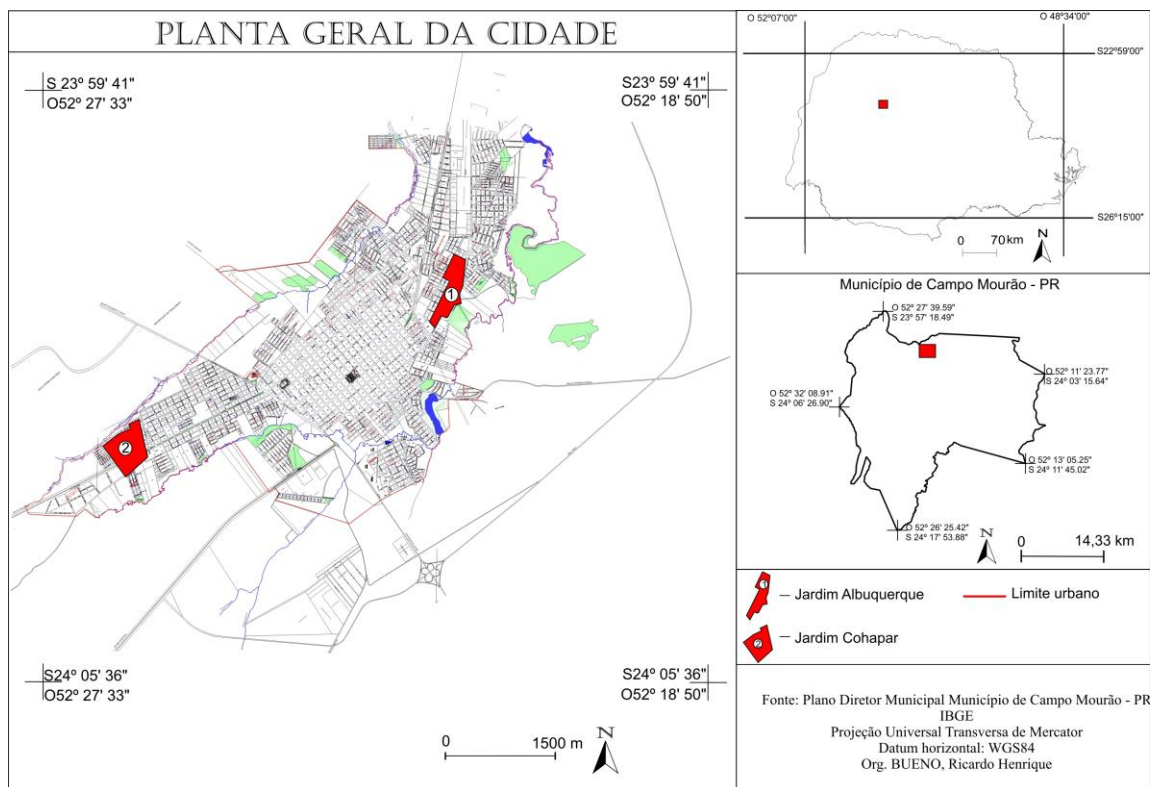 PLANTA GERAL DA CIDADE
S 23º 59' 41"
O52º 27' 33"
S23º 59' 41"
O52º 18' 50"
1
2
S24º 05' 36"
O52º 27' 33"
S24º 05' 36"
O52º 18' 50"
0 1500 m
N
O 52º07'00"
O 48º34'00"
S22º59'00"
S26º15'00"
0 70km
N
Município de Campo Mourão - PR
O 52º 27' 39.59"
S 23º 57' 18.49"
O 52º 11' 23.77"
S 24º 03' 15.64"
O 52º 32' 08.91"
S 24º 06' 26.90"
O 52º 13' 05.25"
S 24º 11' 45.02"
O 52º 26' 25.42"
S 24º 17' 53.88"
N
0 14,33 km
1
Jardim Albuquerque
Limite urbano
2
Jardim Cohapar
Fonte: Plano Diretor Municipal Município de Campo Mourão - PR
IBGE
Projeção Universal Transversa de Mercator
Datum horizontal: WGS84
Org. BUENO, Ricardo Henrique